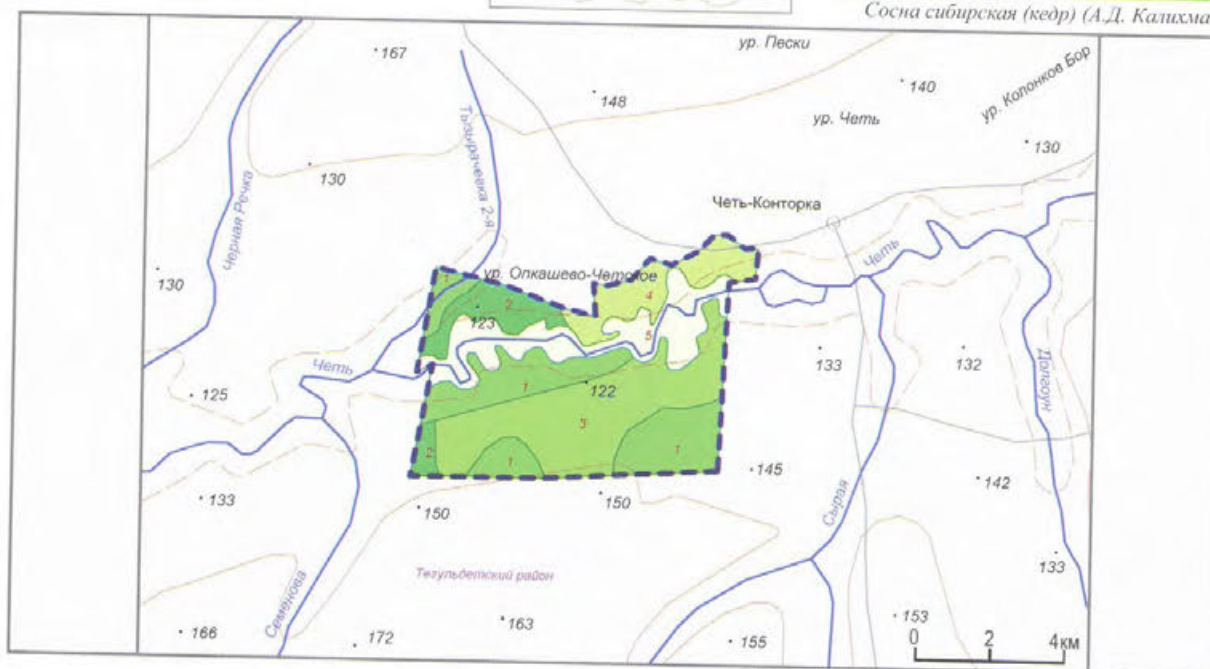 Сосна сибирская (кедр) (А.Д. Калихма
ур. Пески
167
140
148
ур. Колонков Бор
ур. Четь
130
Тызырачевка 2-я
130
Черная Речка
Четь-Конторка
Четь
130
1
ур. Опкашево-Четское
4
2
123
5
133
132
Четь
Долгоун
125
1
122
3
2
1
1
145
142
133
150
150
Сырая
133
Тегульдетский район
Семенова
163
153
166
172
155
0 2 4км